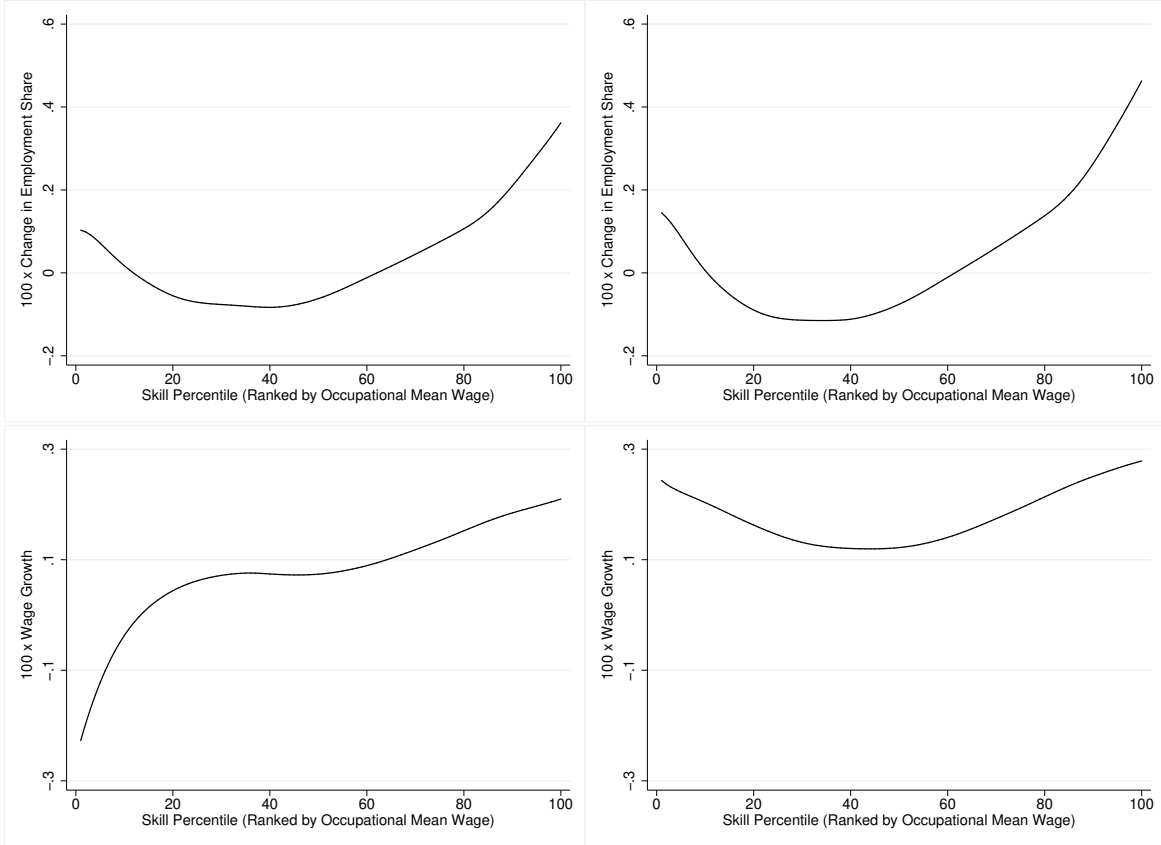 .6
.4
.2
0
-.2
100 x Change in Employment Share
0 20 40 60 80 100
Skill Percentile (Ranked by Occupational Mean Wage)
.6
.4
.2
0
-.2
100 x Change in Employment Share
0 20 40 60 80 100
Skill Percentile (Ranked by Occupational Mean Wage)
.3
.1
-.1
-.3
100 x Wage Growth
0 20 40 60 80 100
Skill Percentile (Ranked by Occupational Mean Wage)
.3
.1
-.1
-.3
100 x Wage Growth
0 20 40 60 80 100
Skill Percentile (Ranked by Occupational Mean Wage)